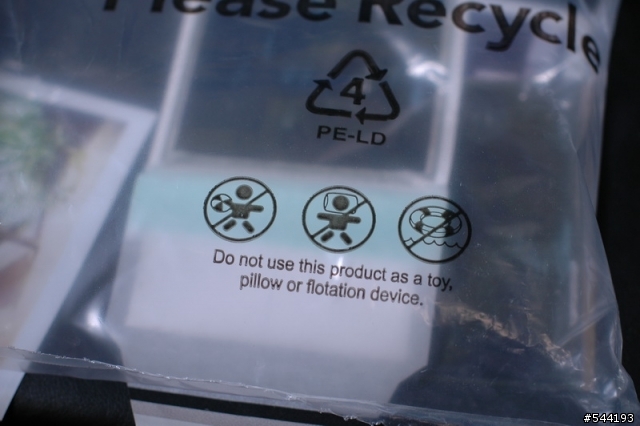 Please Recycle
4
PE-LD
Do not use this product as a toy,
pillow or flotation device.
#544193